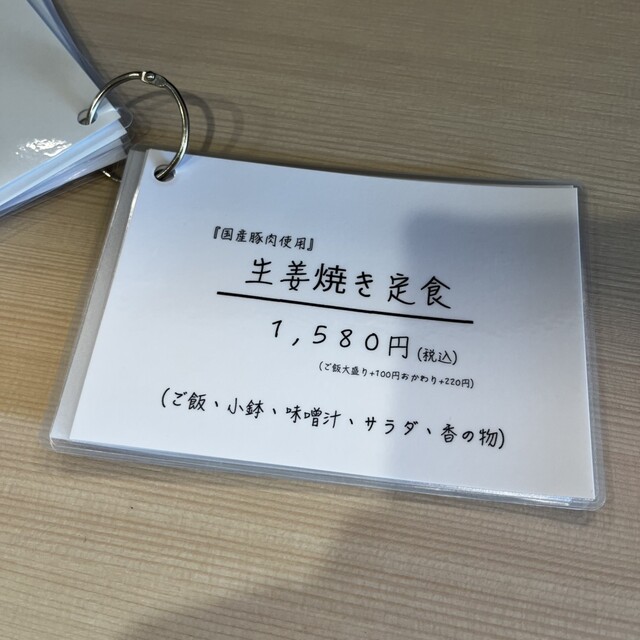 『国産豚肉使用』
生姜焼き定食
1,580円(税込)
(ご飯大盛り+100円おかわり+220円)
(ご飯、小鉢、味噌汁、サラダ、香の物)